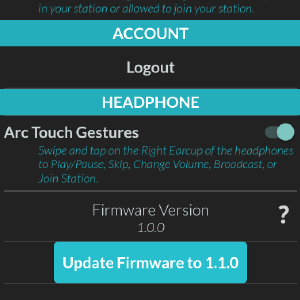 in your station or allowed to join your station.
ACCOUNT
Logout
HEADPHONE
Arc Touch Gestures
Swipe and tap on the Right Earcup of the headphones
to Play/Pause, Skip, Change Volume, Broadcast, or
Join Station.
Firmware Version
?
1.0.0
Update Firmware to 1.1.0